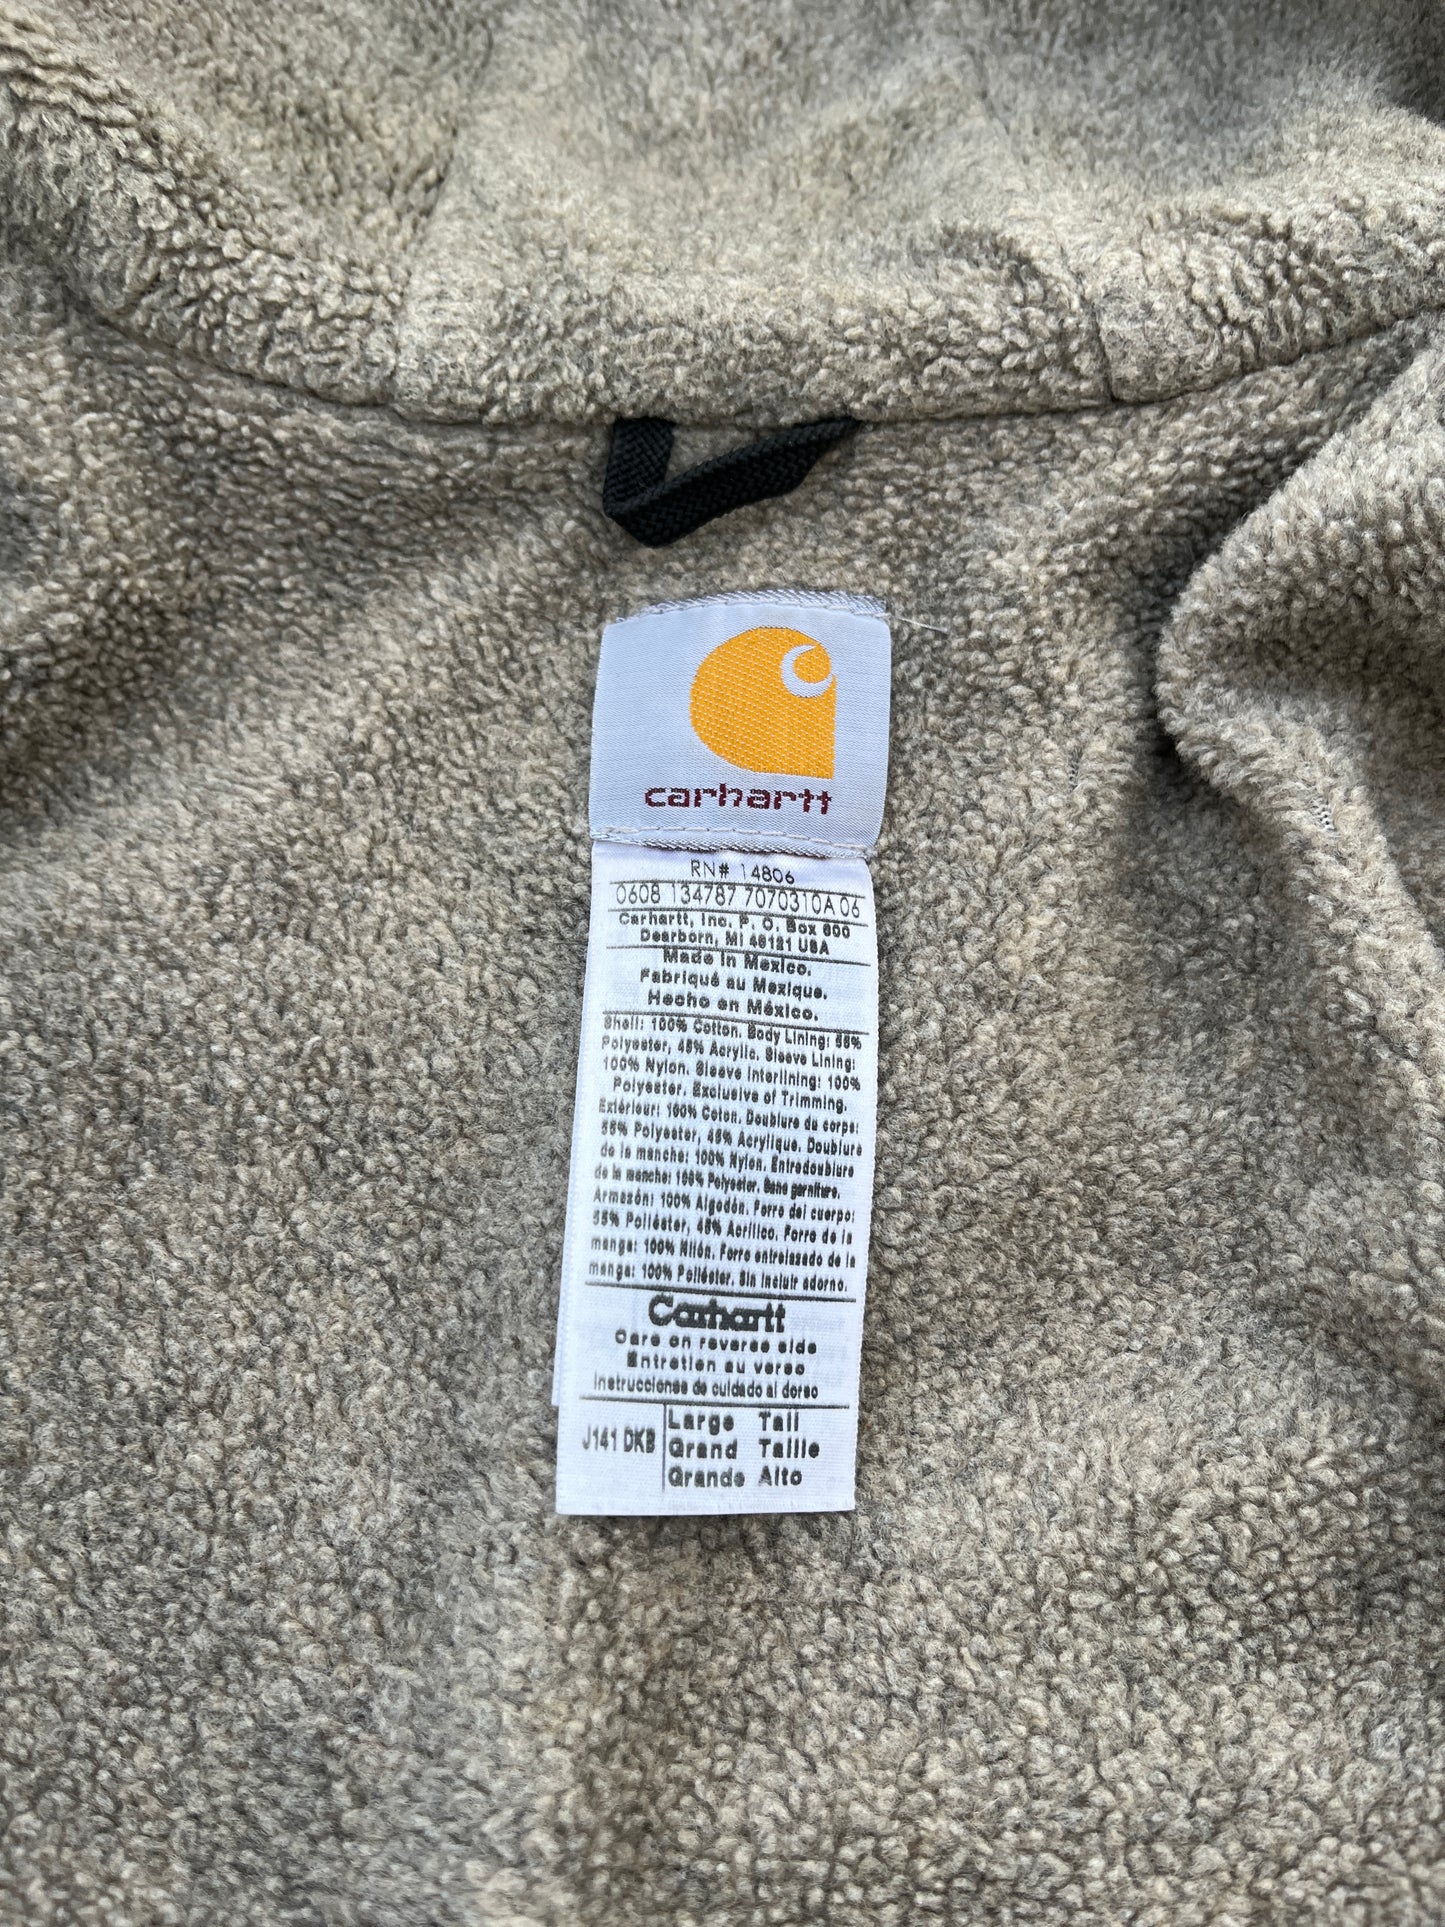 carhartt
RN# 14806
0608 134787 7070310A 06
Carhartt, Inc. P. O. Box 600
Dearborn, MI 48121 USA
Made in Mexico.
Fabriqué au Mexique.
Hecho en México.
Shell: 100% Cotton. Body Lining: 55%
Polyester, 45% Acrylic. Sleeve Lining:
100% Nylon. Sleeve Interlining: 100%
Polyester. Exclusive of Trimming.
Extérieur: 100% Coton. Doublure du corps:
55% Polyester, 45% Acrylique. Doublure
de la manche: 100% Nylon. Entredoublure
de la manche: 100% Polyester. Sans garniture.
Armazón: 100% Algodón. Forro del cuerpo:
55% Poliéster, 45% Acrílico. Forro de la
manga: 100% Nilón. Forro entrelazado de la
manga: 100% Poliéster. Sin incluir adorno.
Carhartt
Care on reverse side
Entretien au verso
Instrucciones de cuidado al dorso
J141 DKB
Large Tall
Grand Taille
Grande Alto